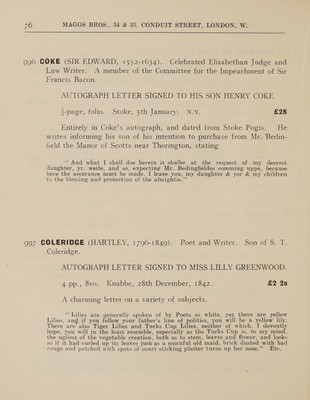 76 MAGGS BROS., 34 & 35, CONDUIT STREET, LONDON, W.
996 COKE (SIR EDWARD, 1552-1634). Celebrated Elizabethan Judge and
Law Writer. A member of the Committee for the Impeachment of Sir
Francis Bacon.
AUTOGRAPH LETTER SIGNED TO HIS SON HENRY COKE.
½-page, folio. Stoke, 5th January. N.Y. £28
Entirely in Coke's autograph, and dated from Stoke Pogis. He
writes informing his son of his intention to purchase from Mr. Bedin-
field the Manor of Scotts near Thorington, stating
"And what I shall doe herein it shalbe at the request of my dearest
daughter, yr. weife, and so, expecting Mr. Bedingfieldes comming uppe, because
here the assurance must be made, I leave you, my daughter & yor & my children
to the blessing and protection of the almightie."
997 COLERIDGE (HARTLEY, 1796-1849). Poet and Writer. Son of S. T.
Coleridge.
AUTOGRAPH LETTER SIGNED TO MISS LILLY GREENWOOD.
4 pp., 8vo. Knabbe, 28th December, 1842. £2 2s
A charming letter on a variety of subjects.
"Lilies are generally spoken of by Poets as white, yet there are yellow
Lilies, and if you follow your father's line of politics, you will be a yellow lily.
There are also Tiger Lilies and Turks Cup Lilies, neither of which, I devoutly
hope, you will in the least resemble, especially as the Turks Cup is, to my mind,
the ugliest of the vegetable creation, both as to stem, leaves and flower, and look-
as if it had curled up its leaves just as a scornful old maid, brick dusted with bad
rouge and patched with spots of court sticking plaster turns up her nose." Etc.